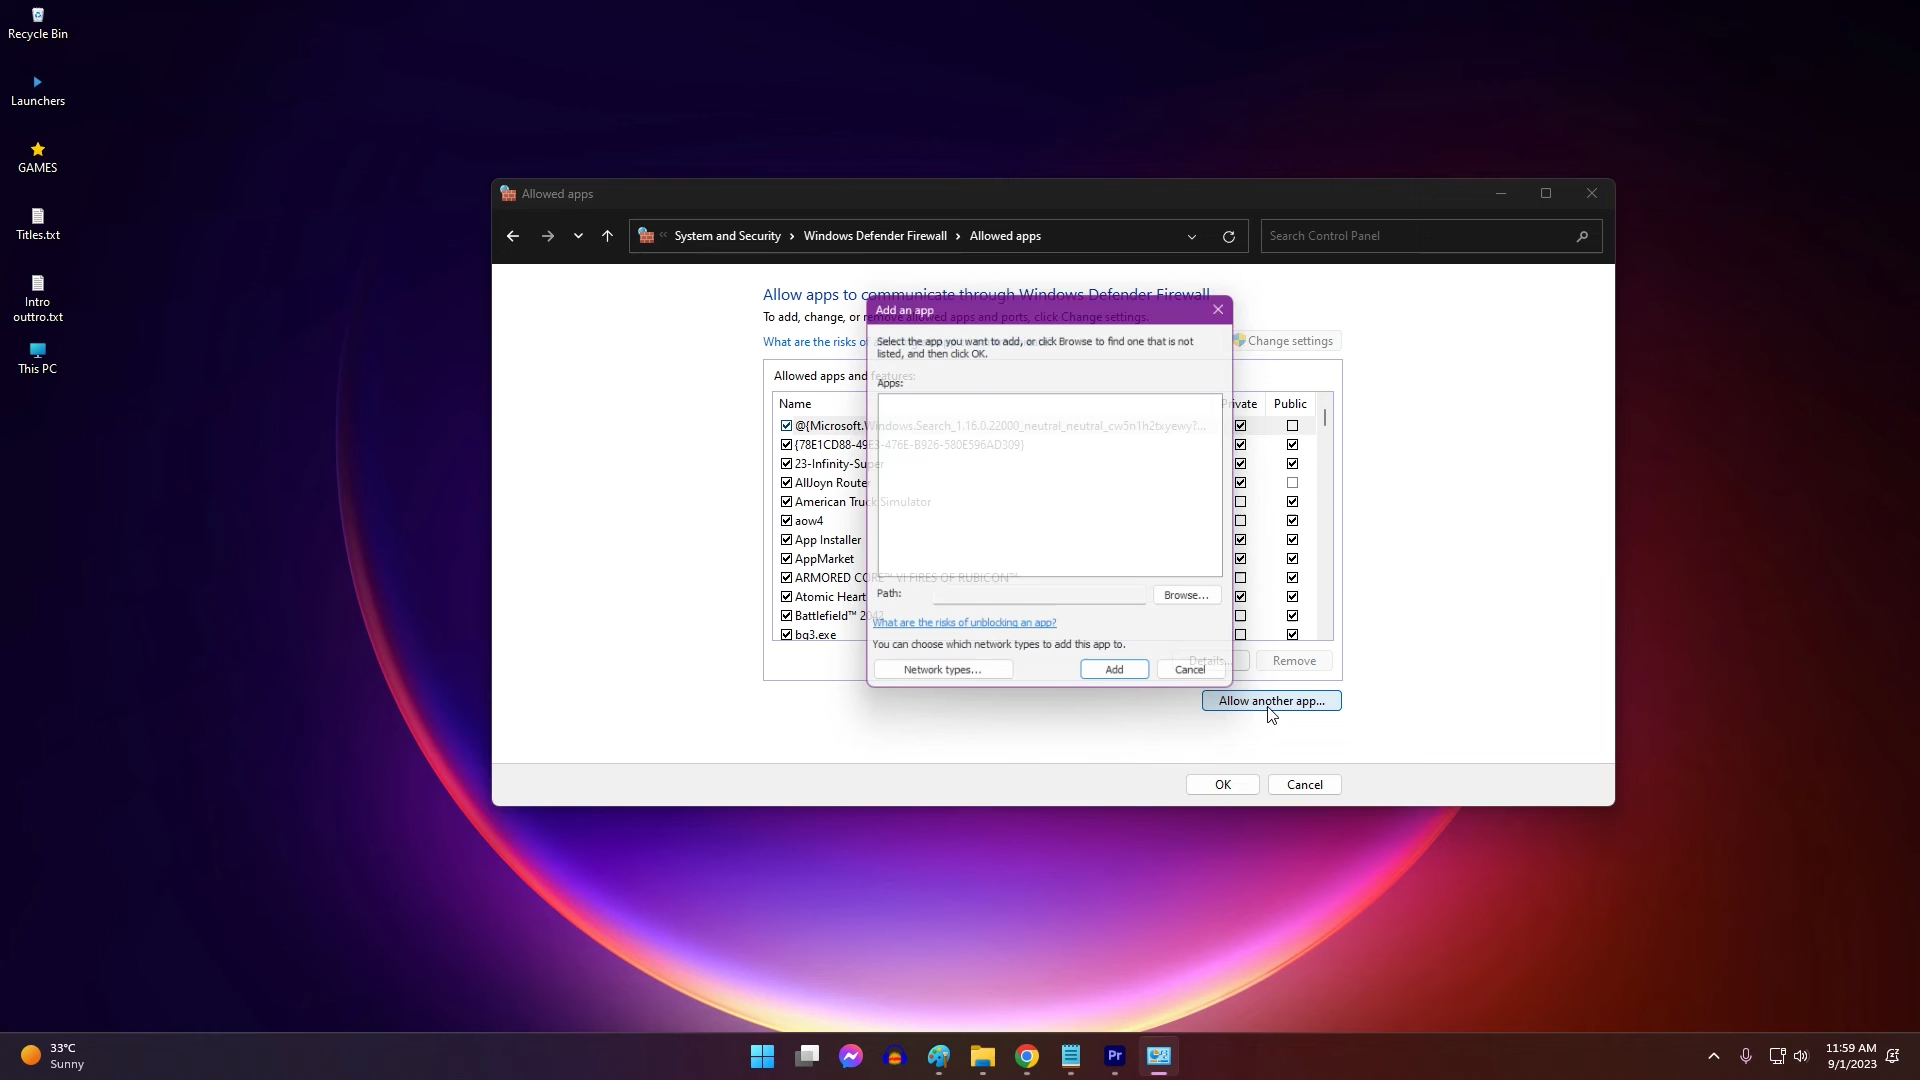 Recycle Bin
Launchers
GAMES
Titles.txt
Intro
outtro.txt
This PC
Allowed apps
System and Security
Windows Defender Firewall
Allowed apps
Search Control Panel
Allow apps to communicate through Windows Defender Firewall
To add, change, or remove allowed apps and ports, click Change settings.
What are the risks of
Change settings
Allowed apps and features:
Name
Private
Public
@{Microsoft.Windows.Search_1.16.0.22000_neutral_neutral_cw5n1h2txyewy?...
{78E1CD88-49E3-476E-B926-580E596AD309}
23-Infinity-Super
AllJoyn Router
American Truck Simulator
aow4
App Installer
AppMarket
ARMORED CORE™ VI FIRES OF RUBICON™
Atomic Heart
Battlefield™ 2042
bg3.exe
Details...
Remove
Allow another app...
OK
Cancel
Add an app
Select the app you want to add, or click Browse to find one that is not
listed, and then click OK.
Apps:
Path:
Browse...
What are the risks of unblocking an app?
You can choose which network types to add this app to.
Network types...
Add
Cancel
33°C
Sunny
Pr
11:59 AM
9/1/2023